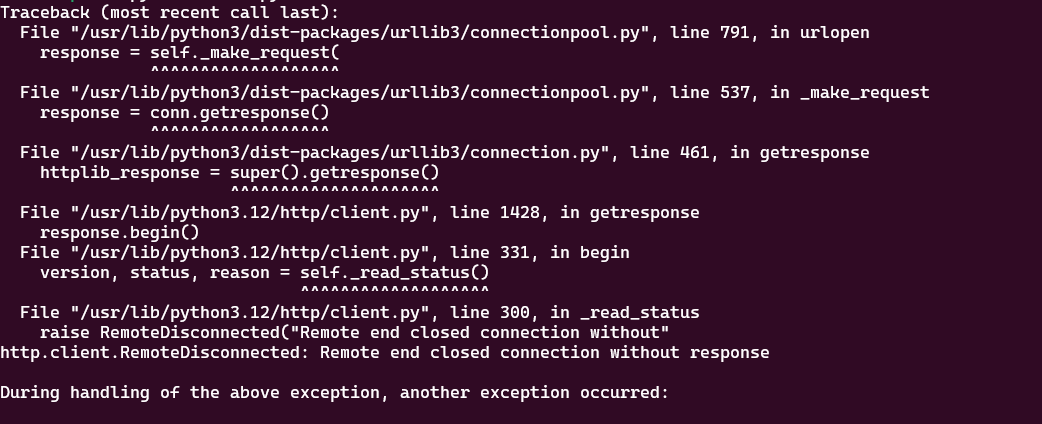 Traceback (most recent call last):
  File "/usr/lib/python3/dist-packages/urllib3/connectionpool.py", line 791, in urlopen
    response = self._make_request(
               ^^^^^^^^^^^^^^^^^^^
  File "/usr/lib/python3/dist-packages/urllib3/connectionpool.py", line 537, in _make_request
    response = conn.getresponse()
               ^^^^^^^^^^^^^^^^^^
  File "/usr/lib/python3/dist-packages/urllib3/connection.py", line 461, in getresponse
    httplib_response = super().getresponse()
                       ^^^^^^^^^^^^^^^^^^^^^
  File "/usr/lib/python3.12/http/client.py", line 1428, in getresponse
    response.begin()
  File "/usr/lib/python3.12/http/client.py", line 331, in begin
    version, status, reason = self._read_status()
                              ^^^^^^^^^^^^^^^^^^^
  File "/usr/lib/python3.12/http/client.py", line 300, in _read_status
    raise RemoteDisconnected("Remote end closed connection without"
http.client.RemoteDisconnected: Remote end closed connection without response

During handling of the above exception, another exception occurred: